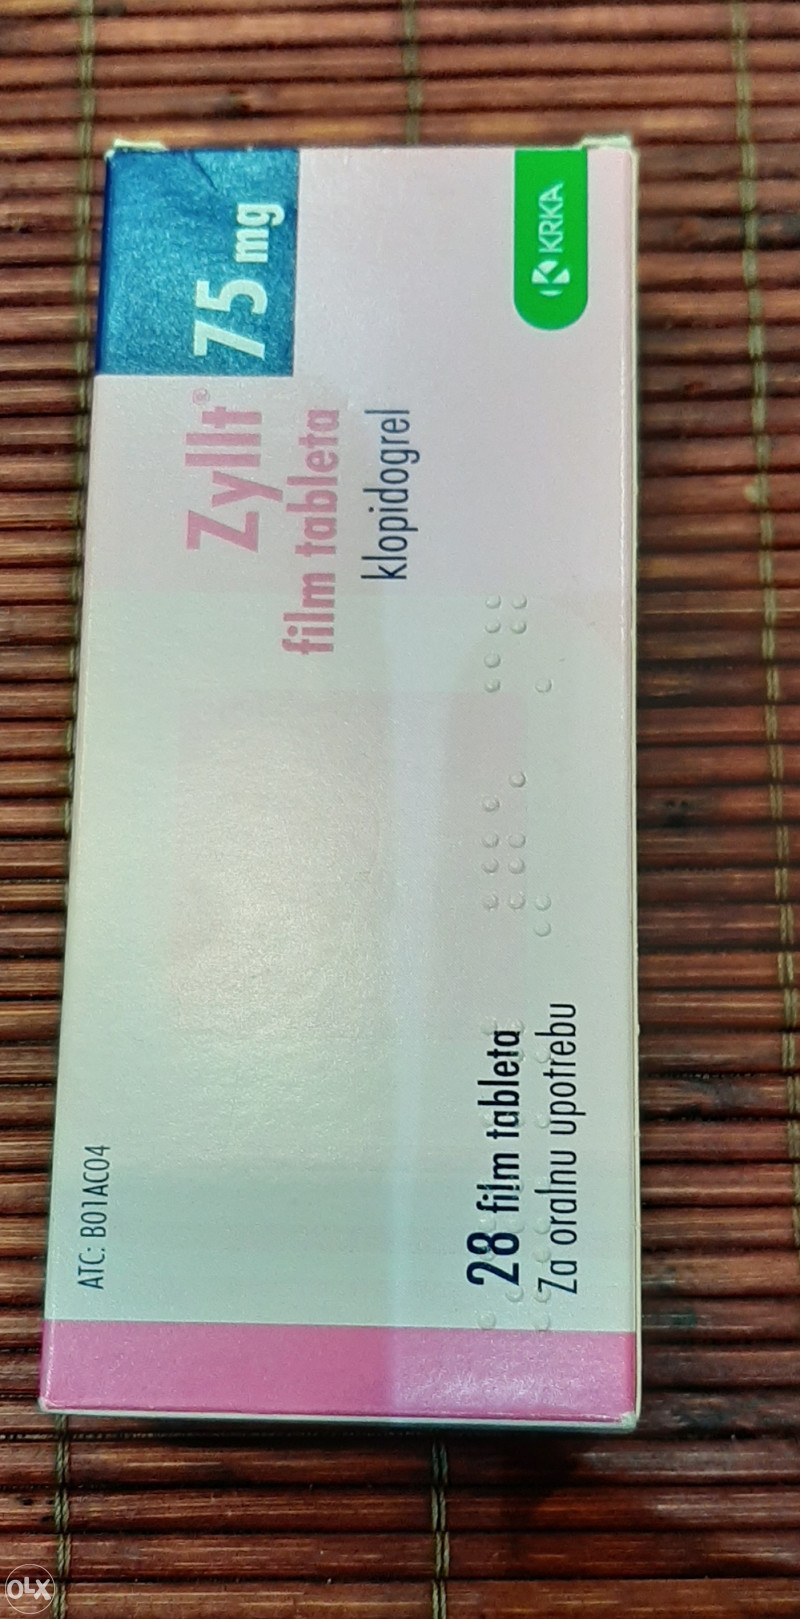 Zyllt® 75 mg
film tableta
klopidogrel
KRKA
ATC: B01AC04
28 film tableta
Za oralnu upotrebu
OLX